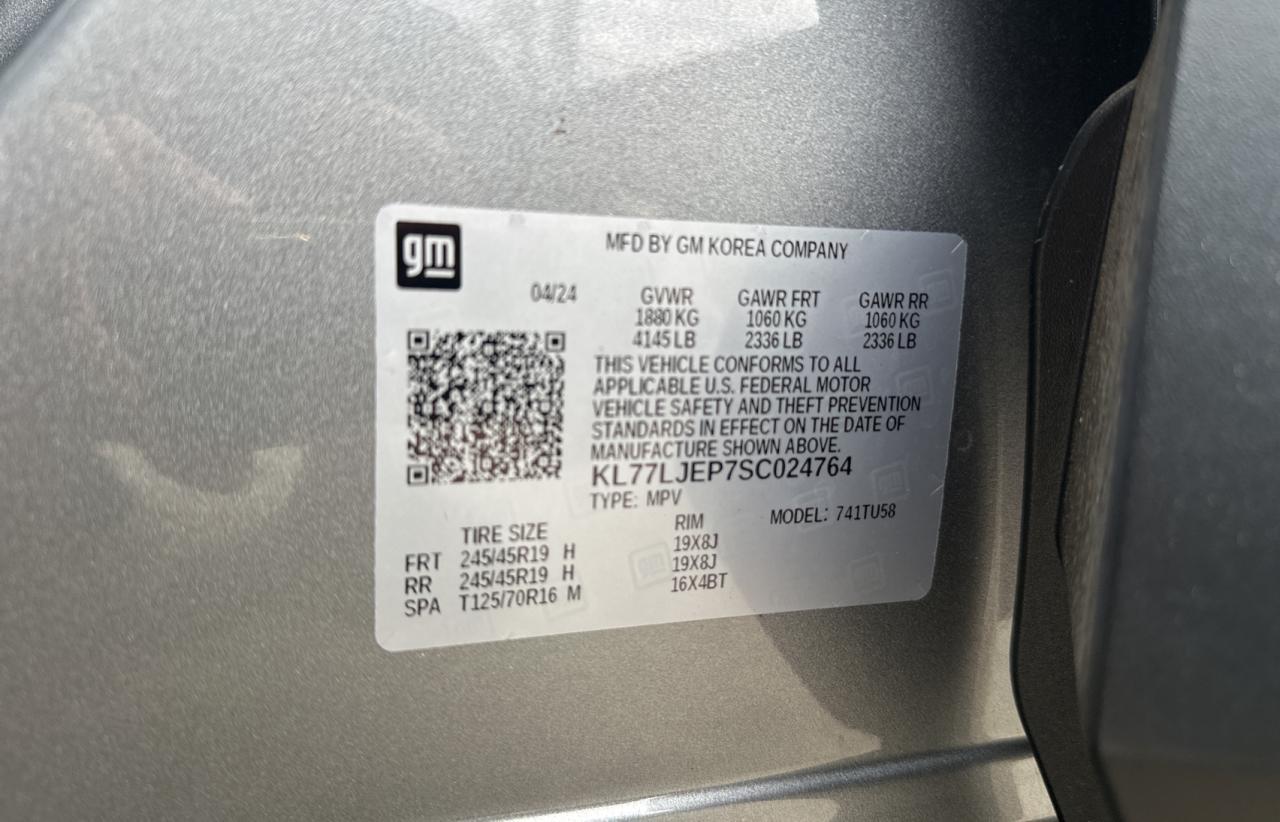 gm
MFD BY GM KOREA COMPANY
04/24 GVWR GAWR FRT GAWR RR
1880 KG 1060 KG 1060 KG
4145 LB 2336 LB 2336 LB
THIS VEHICLE CONFORMS TO ALL
APPLICABLE U.S. FEDERAL MOTOR
VEHICLE SAFETY AND THEFT PREVENTION
STANDARDS IN EFFECT ON THE DATE OF
MANUFACTURE SHOWN ABOVE.
KL77LJEP7SC024764
TYPE: MPV MODEL: 741TU58
TIRE SIZE RIM
FRT 245/45R19 H 19X8J
RR 245/45R19 H 19X8J
SPA T125/70R16 M 16X4BT